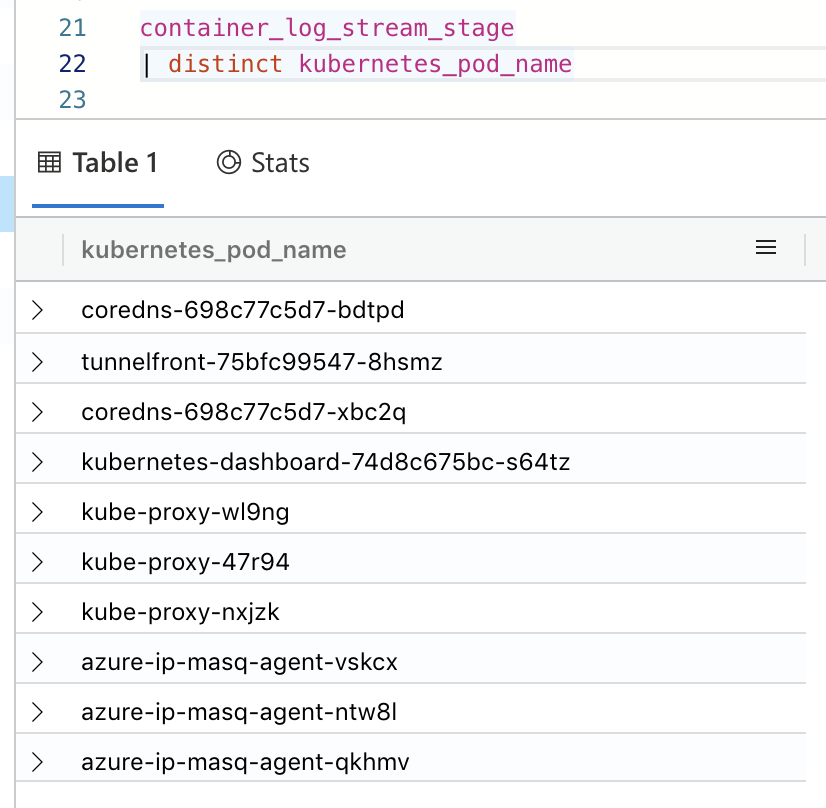 21 container_log_stream_stage
22 | distinct kubernetes_pod_name
23
Table 1 Stats
kubernetes_pod_name
coredns-698c77c5d7-bdtpd
tunnelfront-75bfc99547-8hsmz
coredns-698c77c5d7-xbc2q
kubernetes-dashboard-74d8c675bc-s64tz
kube-proxy-wl9ng
kube-proxy-47r94
kube-proxy-nxjzk
azure-ip-masq-agent-vskcx
azure-ip-masq-agent-ntw8l
azure-ip-masq-agent-qkhmv